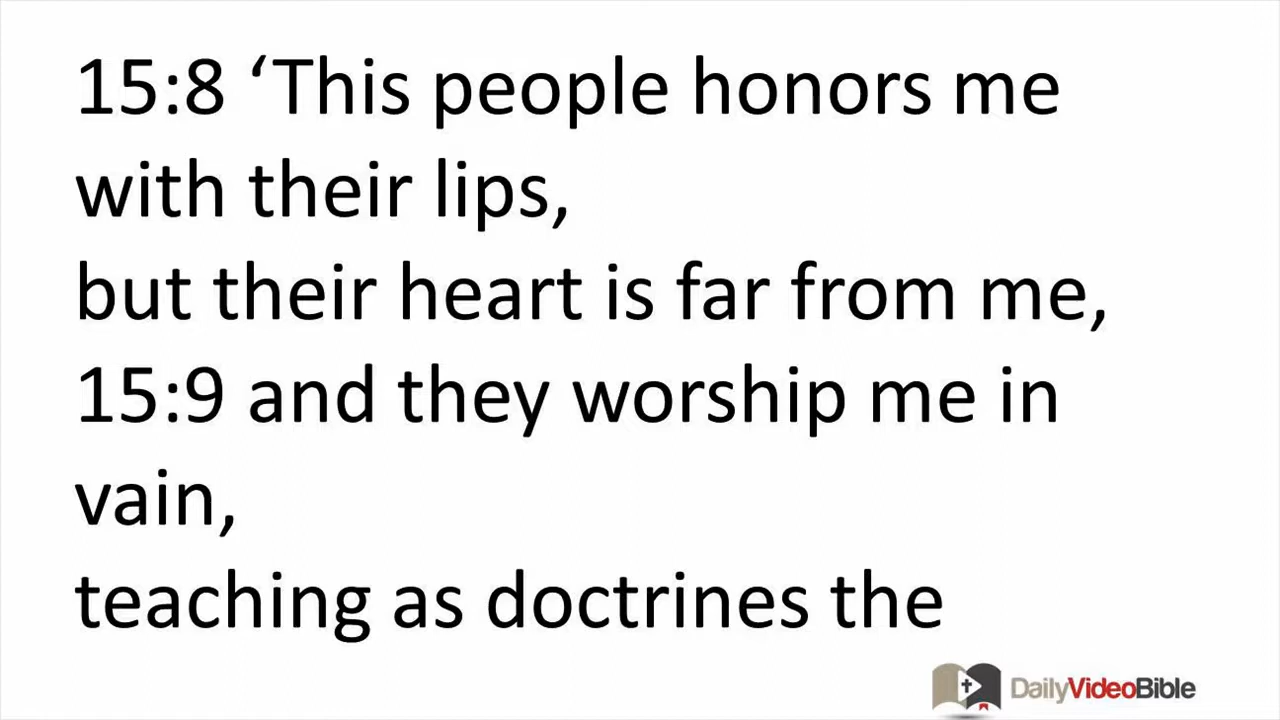 15:8 ‘This people honors me
with their lips,
but their heart is far from me,
15:9 and they worship me in
vain,
teaching as doctrines the
DailyVideoBible